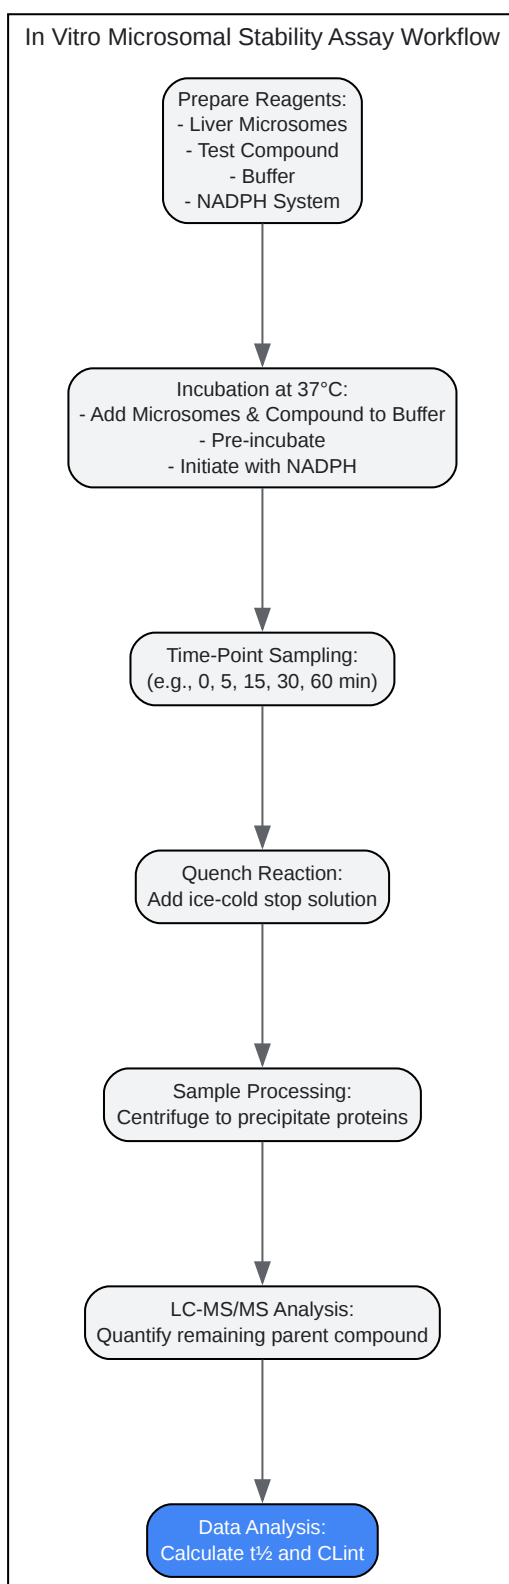 In Vitro Microsomal Stability Assay Workflow
Prepare Reagents:
- Liver Microsomes
- Test Compound
- Buffer
- NADPH System
Incubation at 37°C:
- Add Microsomes & Compound to Buffer
- Pre-incubate
- Initiate with NADPH
Time-Point Sampling:
(e.g., 0, 5, 15, 30, 60 min)
Quench Reaction:
Add ice-cold stop solution
Sample Processing:
Centrifuge to precipitate proteins
LC-MS/MS Analysis:
Quantify remaining parent compound
Data Analysis:
Calculate t½ and CLint